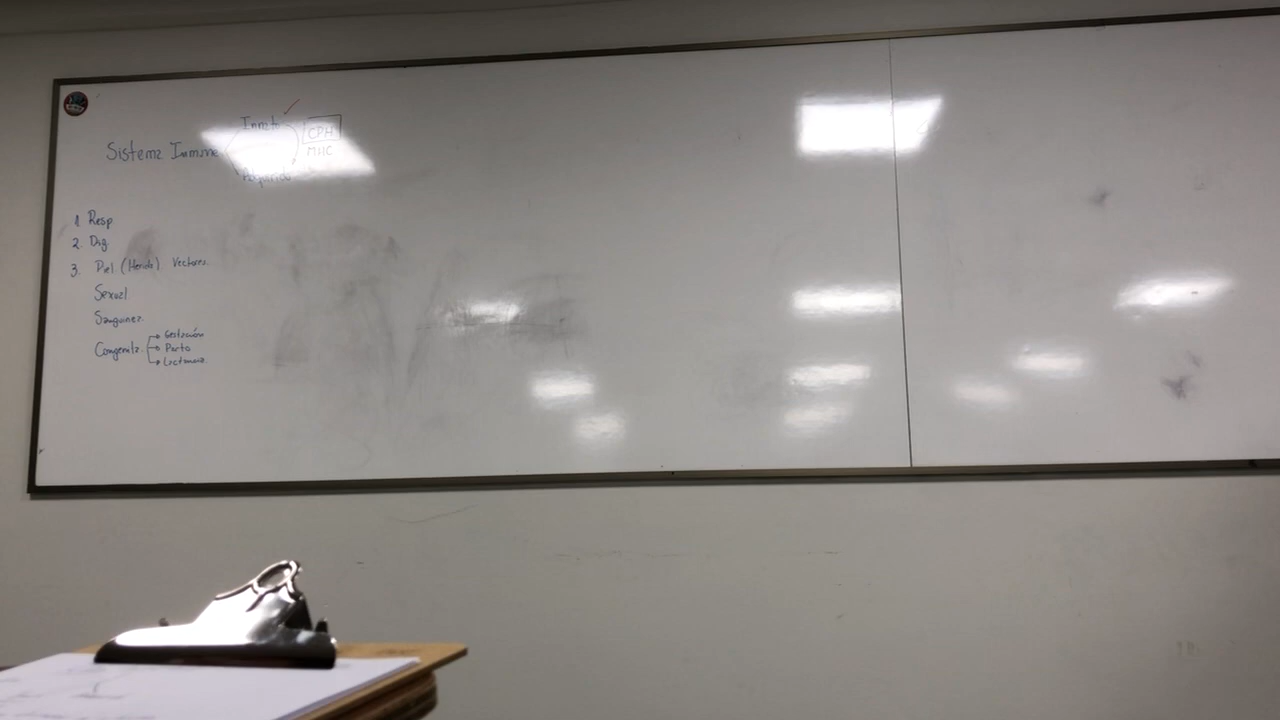 Innato
Sistema Inmune
CPH
MHC
Adquirido
1. Resp
2. Dig.
3. Piel (Herida) Vectores.
Sexual
Sanguinea.
Congenita.
Gestación
Parto
Lactancia.